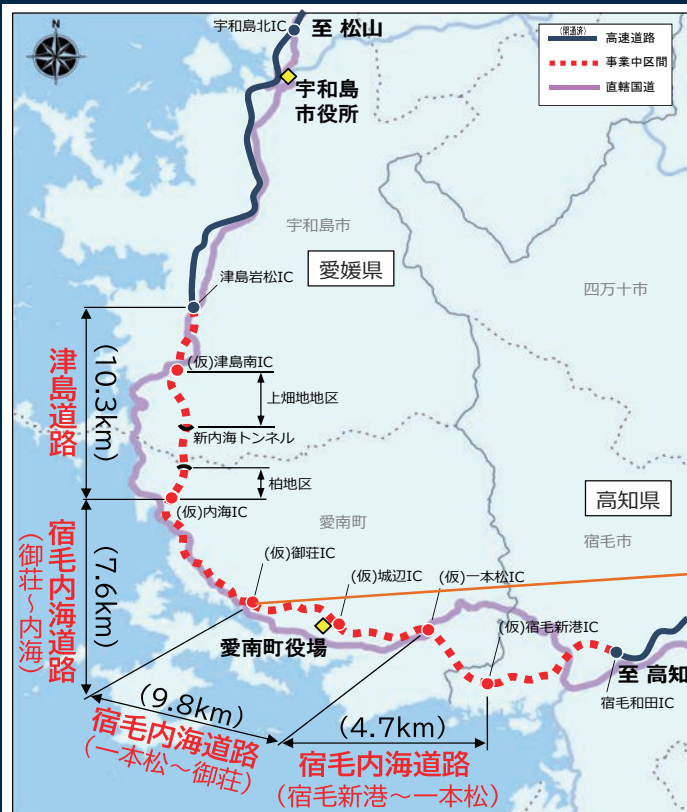 N
宇和島北IC
至 松山
(開通済)
高速道路
事業中区間
直轄国道
宇和島
市役所
宇和島市
愛媛県
津島岩松IC
四万十市
津島道路
(10.3km)
(仮)津島南IC
上畑地地区
新内海トンネル
柏地区
(仮)内海IC
高知県
愛南町
宿毛市
宿毛内海道路
(御荘~内海)
(7.6km)
(仮)御荘IC
(仮)城辺IC
(仮)一本松IC
(仮)宿毛新港IC
愛南町役場
至 高知
宿毛和田IC
(9.8km)
宿毛内海道路
(一本松~御荘)
(4.7km)
宿毛内海道路
(宿毛新港~一本松)